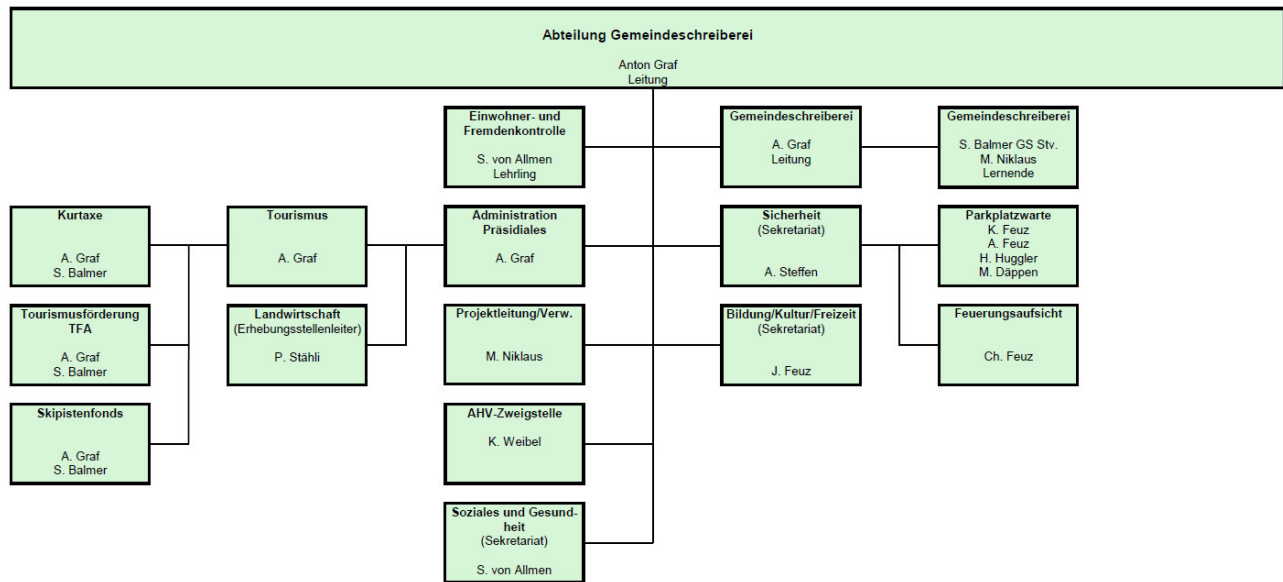 Abteilung Gemeindeschreiberei
Anton Graf
Leitung
Einwohner- und
Fremdenkontrolle
S. von Allmen
Lehrling
Gemeindeschreiberei
A. Graf
Leitung
Gemeindeschreiberei
S. Balmer GS Stv.
M. Niklaus
Lernende
Kurtaxe
A. Graf
S. Balmer
Tourismus
A. Graf
Administration
Präsidiales
A. Graf
Sicherheit
(Sekretariat)
A. Steffen
Parkplatzwarte
K. Feuz
A. Feuz
H. Huggler
M. Däppen
Tourismusförderung
TFA
A. Graf
S. Balmer
Landwirtschaft
(Erhebungsstellenleiter)
P. Stähli
Projektleitung/Verw.
M. Niklaus
Bildung/Kultur/Freizeit
(Sekretariat)
J. Feuz
Feuerungsaufsicht
Ch. Feuz
Skipistenfonds
A. Graf
S. Balmer
AHV-Zweigstelle
K. Weibel
Soziales und Gesund-
heit
(Sekretariat)
S. von Allmen